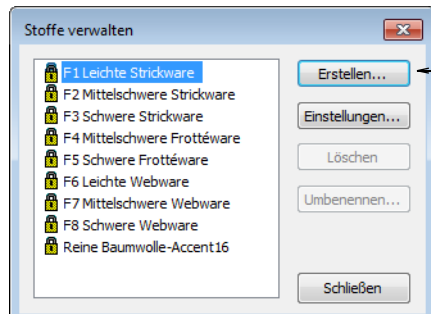 Stoffe verwalten
F1 Leichte Strickware
F2 Mittelschwere Strickware
F3 Schwere Strickware
F4 Mittelschwere Frottéware
F5 Schwere Frottéware
F6 Leichte Webware
F7 Mittelschwere Webware
F8 Schwere Webware
Reine Baumwolle-Accent16
Erstellen...
Einstellungen...
Löschen
Umbenennen...
Schließen